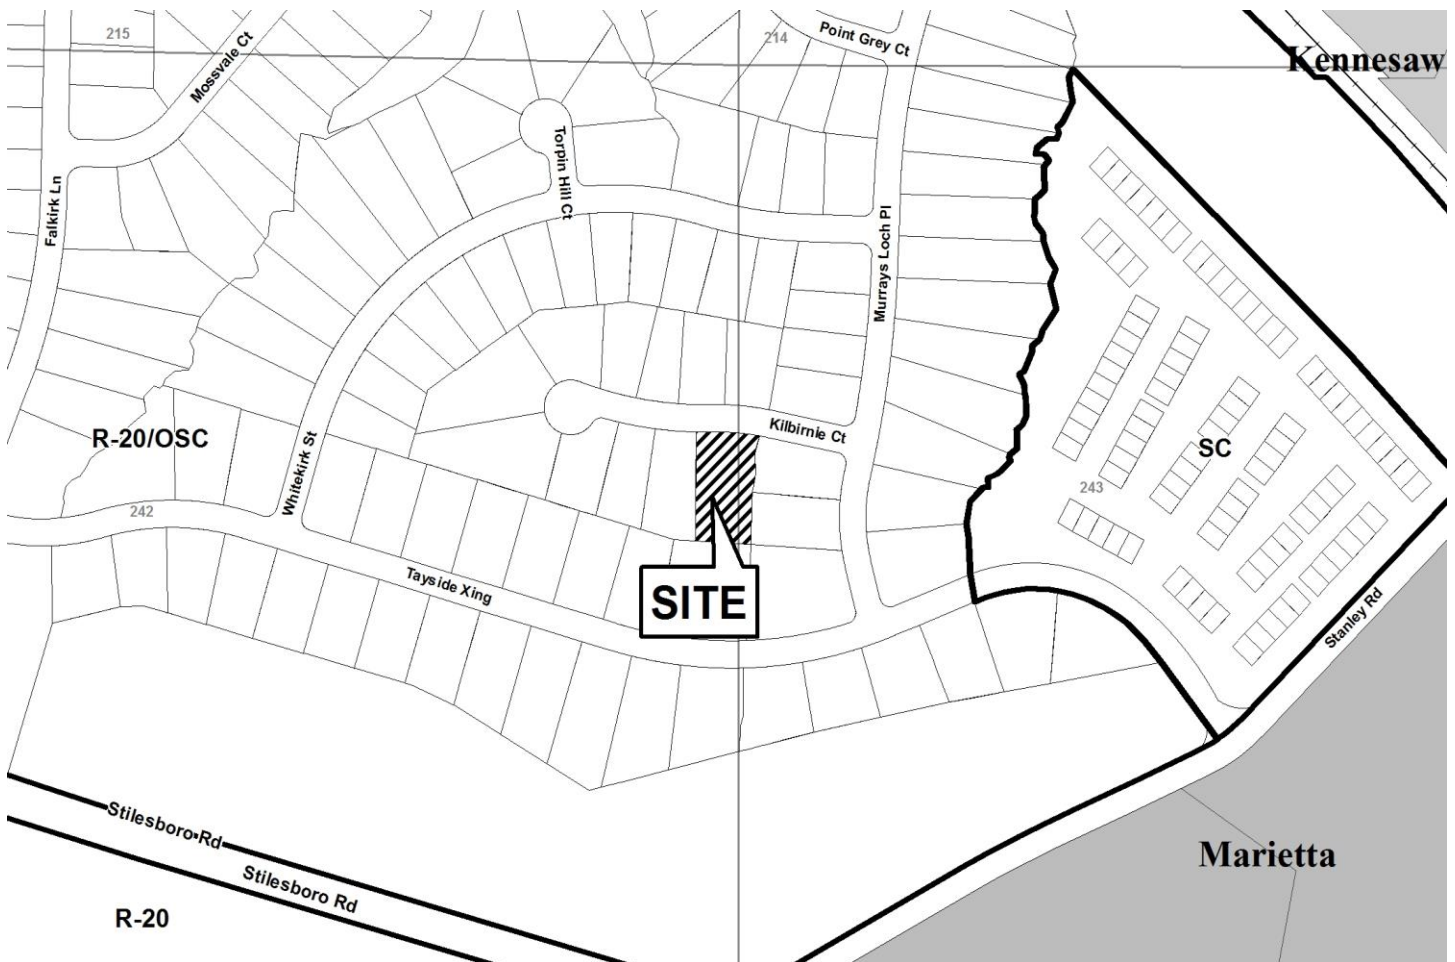 215
Mossvale Ct
214
Point Grey Ct
Kennesaw
Torpin Hill Ct
Falkirk Ln
Murrays Loch Pl
R-20/OSC
Whitekirk St
Kilbirnie Ct
SC
243
242
Tayside Xing
SITE
Stanley Rd
Stilesboro Rd
Stilesboro Rd
Marietta
R-20